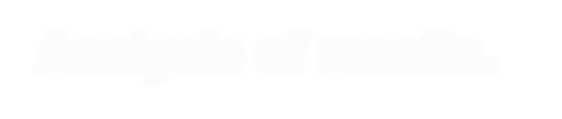 Analysis of results.